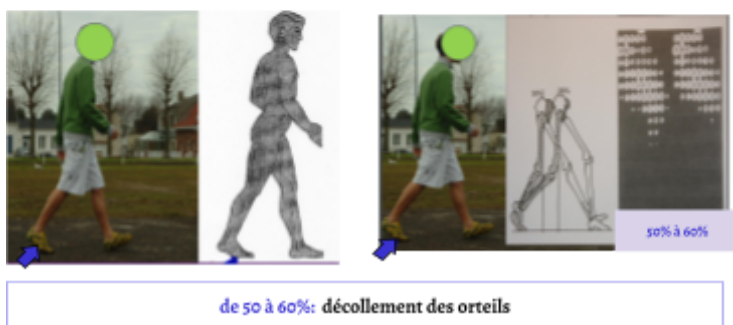 50% à 60%
de 50 à 60%: décollement des orteils